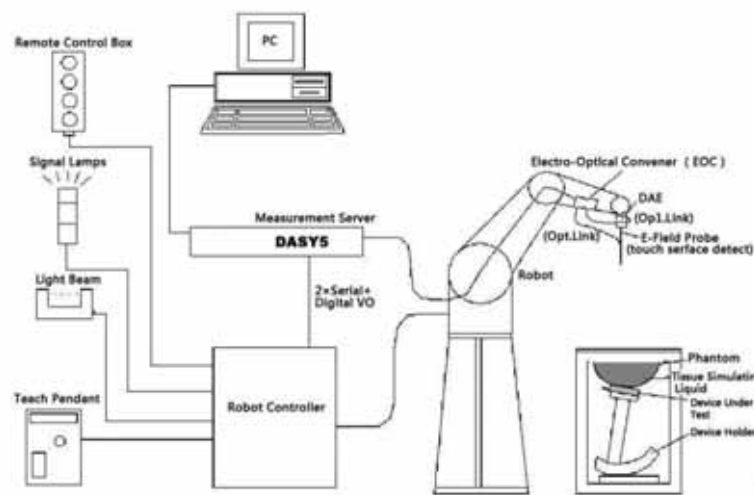 Remote Control Box
PC
Signal Lamps
Electro-Optical Convener (EOC)
DAE
(Op1.Link)
Measurement Server
DASY5
(Opt.Link)
E-Field Probe
(touch serface detect)
Robot
Light Beam
2×Serial+
Digital VO
Phantom
Tissue Simulatin
Liquid
Teach Pendant
Robot Controller
Device Under
Test
Device Holder